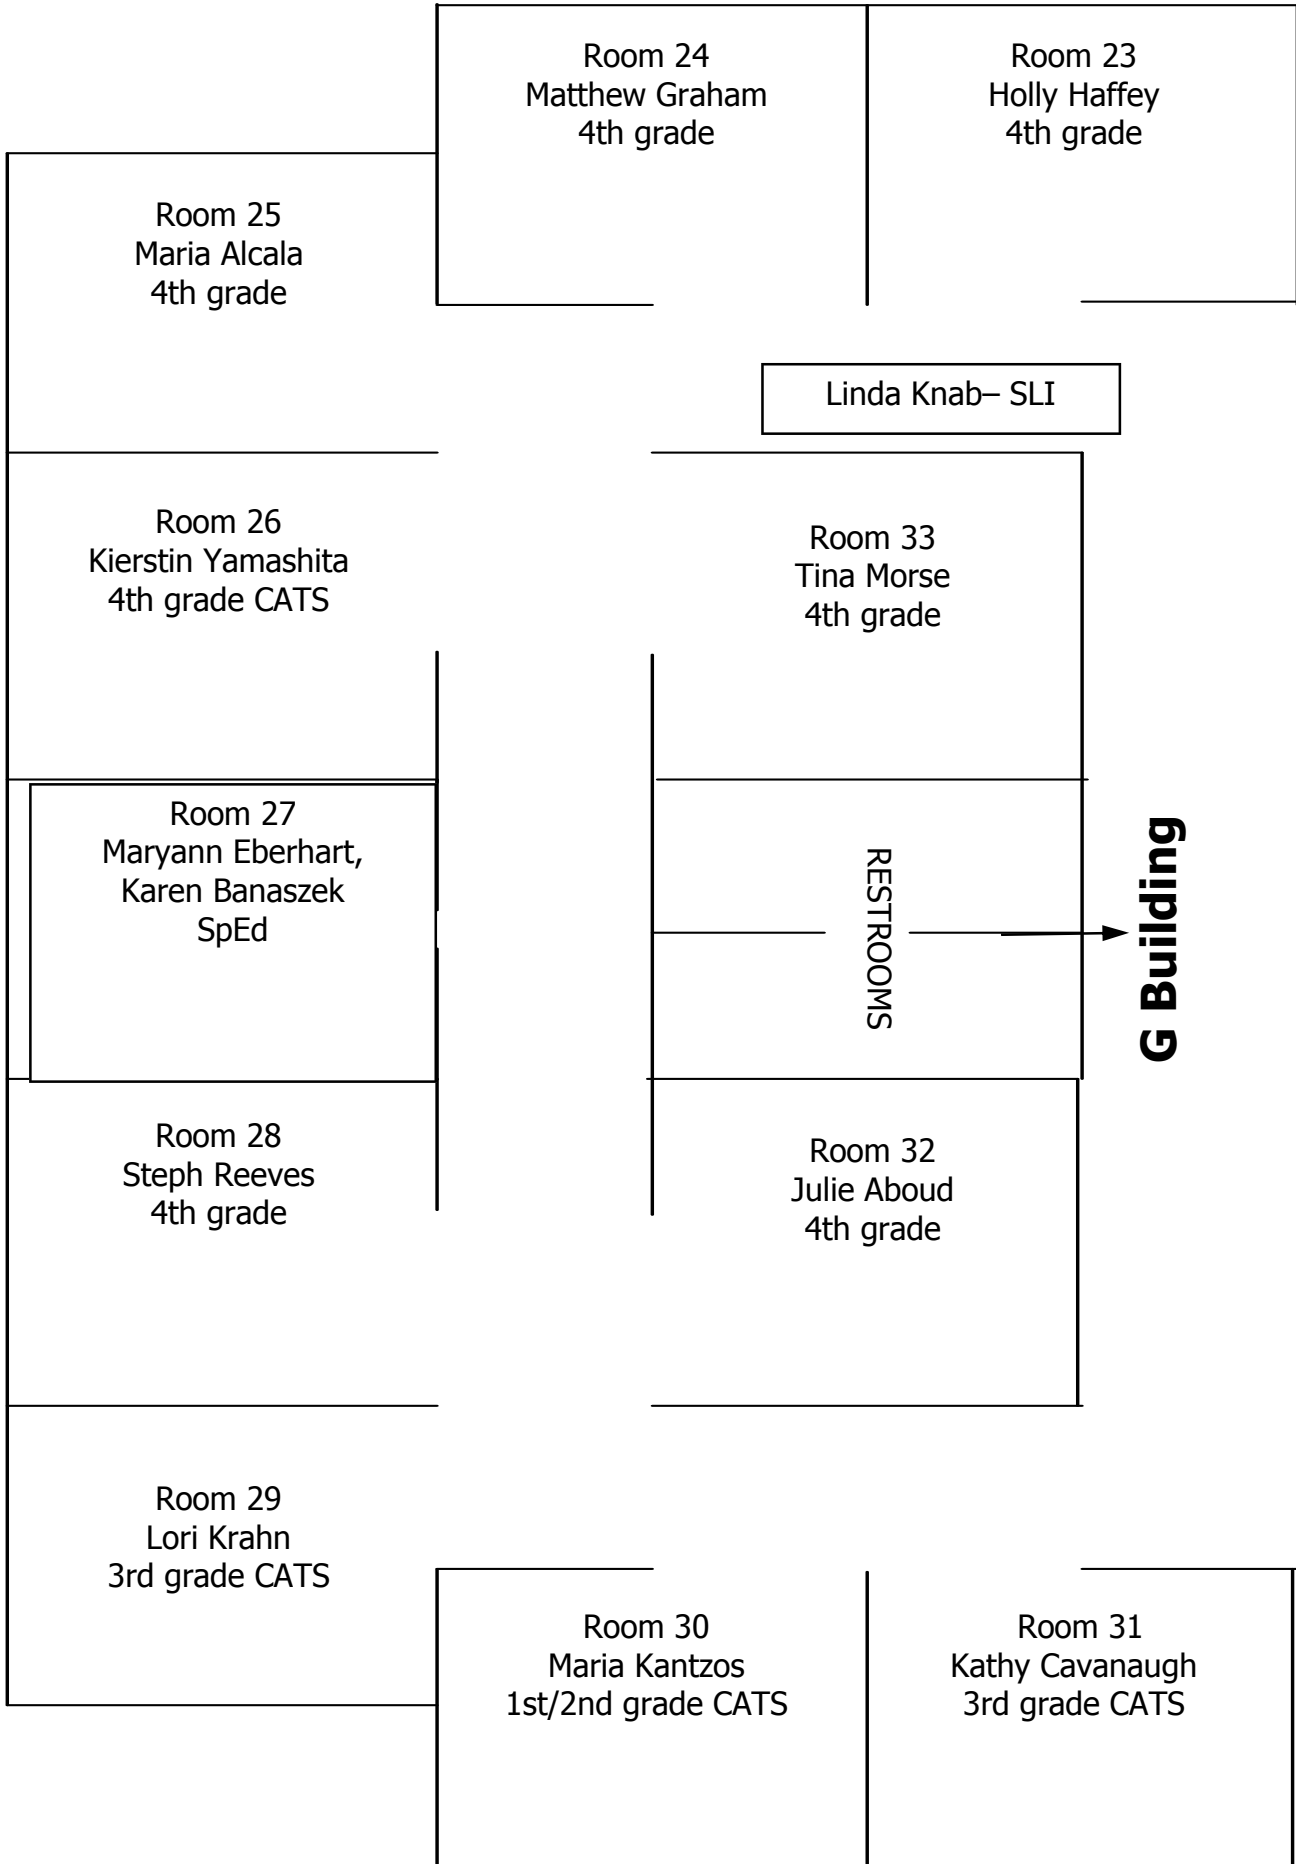 Room 24
Matthew Graham
4th grade
Room 23
Holly Haffey
4th grade
Room 25
Maria Alcala
4th grade
Linda Knab– SLI
Room 26
Kierstin Yamashita
4th grade CATS
Room 33
Tina Morse
4th grade
Room 27
Maryann Eberhart,
Karen Banaszek
SpEd
RESTROOMS
G Building
Room 28
Steph Reeves
4th grade
Room 32
Julie Aboud
4th grade
Room 29
Lori Krahn
3rd grade CATS
Room 30
Maria Kantzos
1st/2nd grade CATS
Room 31
Kathy Cavanaugh
3rd grade CATS